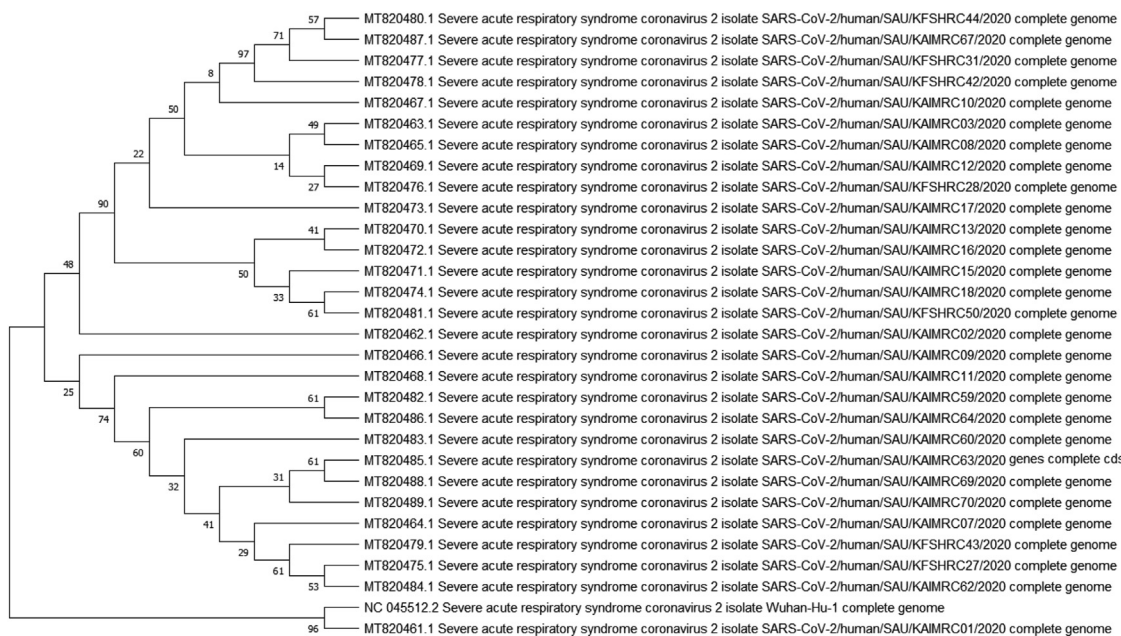 57
MT820480.1 Severe acute respiratory syndrome coronavirus 2 isolate SARS-CoV-2/human/SAU/KFSHRC44/2020 complete genome
71
MT820487.1 Severe acute respiratory syndrome coronavirus 2 isolate SARS-CoV-2/human/SAU/KAIMRC67/2020 complete genome
97
MT820477.1 Severe acute respiratory syndrome coronavirus 2 isolate SARS-CoV-2/human/SAU/KFSHRC31/2020 complete genome
8
MT820478.1 Severe acute respiratory syndrome coronavirus 2 isolate SARS-CoV-2/human/SAU/KFSHRC42/2020 complete genome
MT820467.1 Severe acute respiratory syndrome coronavirus 2 isolate SARS-CoV-2/human/SAU/KAIMRC10/2020 complete genome
50
49
MT820463.1 Severe acute respiratory syndrome coronavirus 2 isolate SARS-CoV-2/human/SAU/KAIMRC03/2020 complete genome
MT820465.1 Severe acute respiratory syndrome coronavirus 2 isolate SARS-CoV-2/human/SAU/KAIMRC08/2020 complete genome
22
14
MT820469.1 Severe acute respiratory syndrome coronavirus 2 isolate SARS-CoV-2/human/SAU/KAIMRC12/2020 complete genome
27
MT820476.1 Severe acute respiratory syndrome coronavirus 2 isolate SARS-CoV-2/human/SAU/KFSHRC28/2020 complete genome
90
MT820473.1 Severe acute respiratory syndrome coronavirus 2 isolate SARS-CoV-2/human/SAU/KAIMRC17/2020 complete genome
41
MT820470.1 Severe acute respiratory syndrome coronavirus 2 isolate SARS-CoV-2/human/SAU/KAIMRC13/2020 complete genome
MT820472.1 Severe acute respiratory syndrome coronavirus 2 isolate SARS-CoV-2/human/SAU/KAIMRC16/2020 complete genome
48
50
MT820471.1 Severe acute respiratory syndrome coronavirus 2 isolate SARS-CoV-2/human/SAU/KAIMRC15/2020 complete genome
33
MT820474.1 Severe acute respiratory syndrome coronavirus 2 isolate SARS-CoV-2/human/SAU/KAIMRC18/2020 complete genome
61
MT820481.1 Severe acute respiratory syndrome coronavirus 2 isolate SARS-CoV-2/human/SAU/KFSHRC50/2020 complete genome
MT820462.1 Severe acute respiratory syndrome coronavirus 2 isolate SARS-CoV-2/human/SAU/KAIMRC02/2020 complete genome
MT820466.1 Severe acute respiratory syndrome coronavirus 2 isolate SARS-CoV-2/human/SAU/KAIMRC09/2020 complete genome
25
MT820468.1 Severe acute respiratory syndrome coronavirus 2 isolate SARS-CoV-2/human/SAU/KAIMRC11/2020 complete genome
74
61
MT820482.1 Severe acute respiratory syndrome coronavirus 2 isolate SARS-CoV-2/human/SAU/KAIMRC59/2020 complete genome
MT820486.1 Severe acute respiratory syndrome coronavirus 2 isolate SARS-CoV-2/human/SAU/KAIMRC64/2020 complete genome
60
MT820483.1 Severe acute respiratory syndrome coronavirus 2 isolate SARS-CoV-2/human/SAU/KAIMRC60/2020 complete genome
61
MT820485.1 Severe acute respiratory syndrome coronavirus 2 isolate SARS-CoV-2/human/SAU/KAIMRC63/2020 genes complete cds
32
31
MT820488.1 Severe acute respiratory syndrome coronavirus 2 isolate SARS-CoV-2/human/SAU/KAIMRC69/2020 complete genome
MT820489.1 Severe acute respiratory syndrome coronavirus 2 isolate SARS-CoV-2/human/SAU/KAIMRC70/2020 complete genome
41
MT820464.1 Severe acute respiratory syndrome coronavirus 2 isolate SARS-CoV-2/human/SAU/KAIMRC07/2020 complete genome
29
MT820479.1 Severe acute respiratory syndrome coronavirus 2 isolate SARS-CoV-2/human/SAU/KFSHRC43/2020 complete genome
61
MT820475.1 Severe acute respiratory syndrome coronavirus 2 isolate SARS-CoV-2/human/SAU/KFSHRC27/2020 complete genome
53
MT820484.1 Severe acute respiratory syndrome coronavirus 2 isolate SARS-CoV-2/human/SAU/KAIMRC62/2020 complete genome
NC 045512.2 Severe acute respiratory syndrome coronavirus 2 isolate Wuhan-Hu-1 complete genome
96
MT820461.1 Severe acute respiratory syndrome coronavirus 2 isolate SARS-CoV-2/human/SAU/KAIMRC01/2020 complete genome